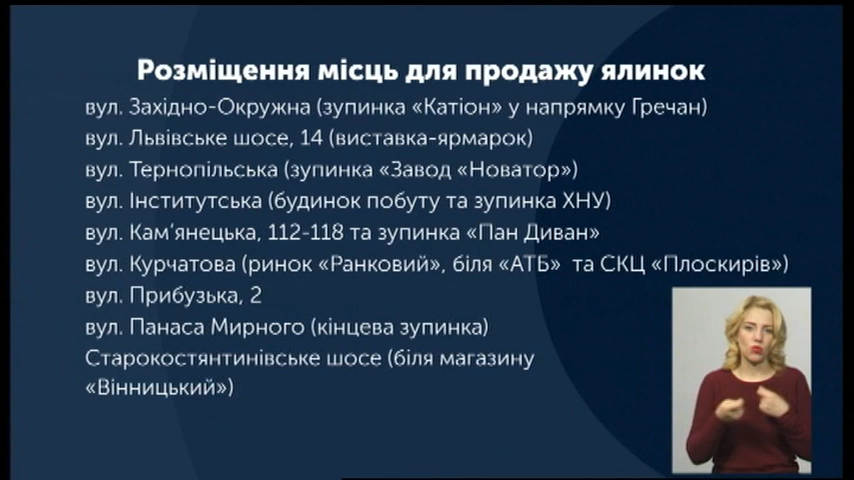 Розміщення місць для продажу ялинок
вул. Західно-Окружна (зупинка «Катіон» у напрямку Гречан)
вул. Львівське шосе, 14 (виставка-ярмарок)
вул. Тернопільська (зупинка «Завод «Новатор»)
вул. Інститутська (будинок побуту та зупинка ХНУ)
вул. Кам’янецька, 112-118 та зупинка «Пан Диван»
вул. Курчатова (ринок «Ранковий», біля «АТБ» та СКЦ «Плоскирів»)
вул. Прибузька, 2
вул. Панаса Мирного (кінцева зупинка)
Старокостянтинівське шосе (біля магазину
«Вінницький»)